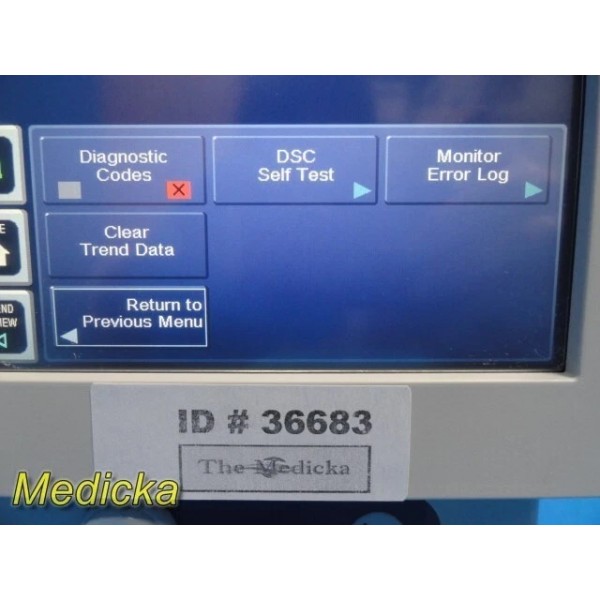 Diagnostic
Codes
DSC
Self Test
Monitor
Error Log
Clear
Trend Data
Return to
Previous Menu
ID # 36683
The Medicka
Medicka